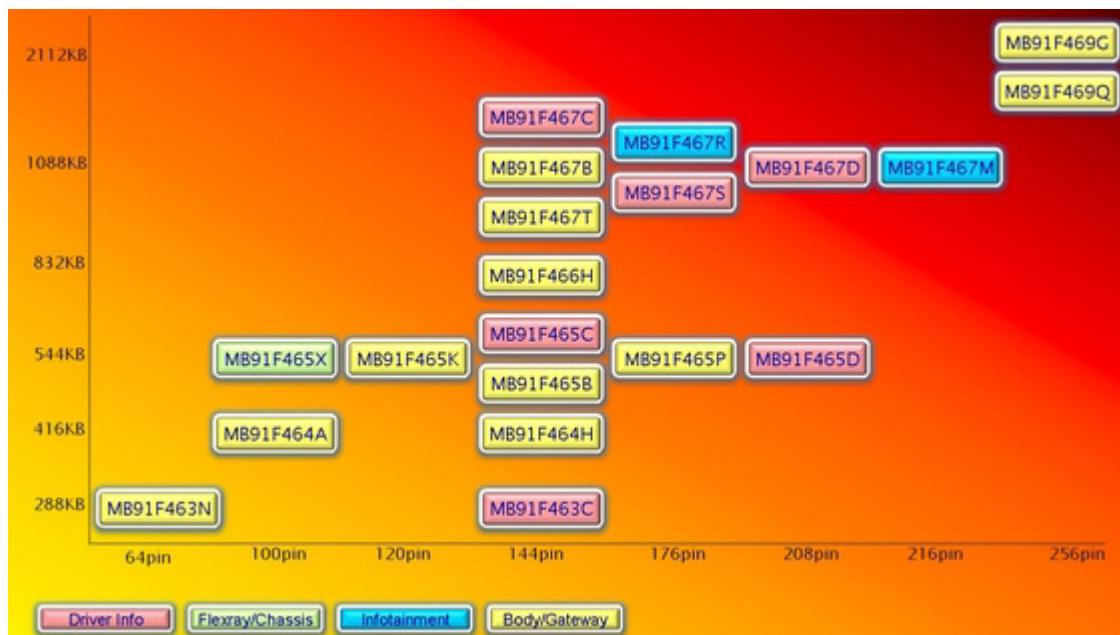 2112KB
MB91F469G
MB91F469Q
MB91F467C
1088KB
MB91F467R
MB91F467B
MB91F467D
MB91F467M
MB91F467S
MB91F467T
832KB
MB91F466H
MB91F465C
544KB
MB91F465X
MB91F465K
MB91F465P
MB91F465D
MB91F465B
416KB
MB91F464A
MB91F464H
288KB
MB91F463N
MB91F463C
64pin 100pin 120pin 144pin 176pin 208pin 216pin 256pin
Driver Info Flexray/Chassis Infotainment Body/Gateway